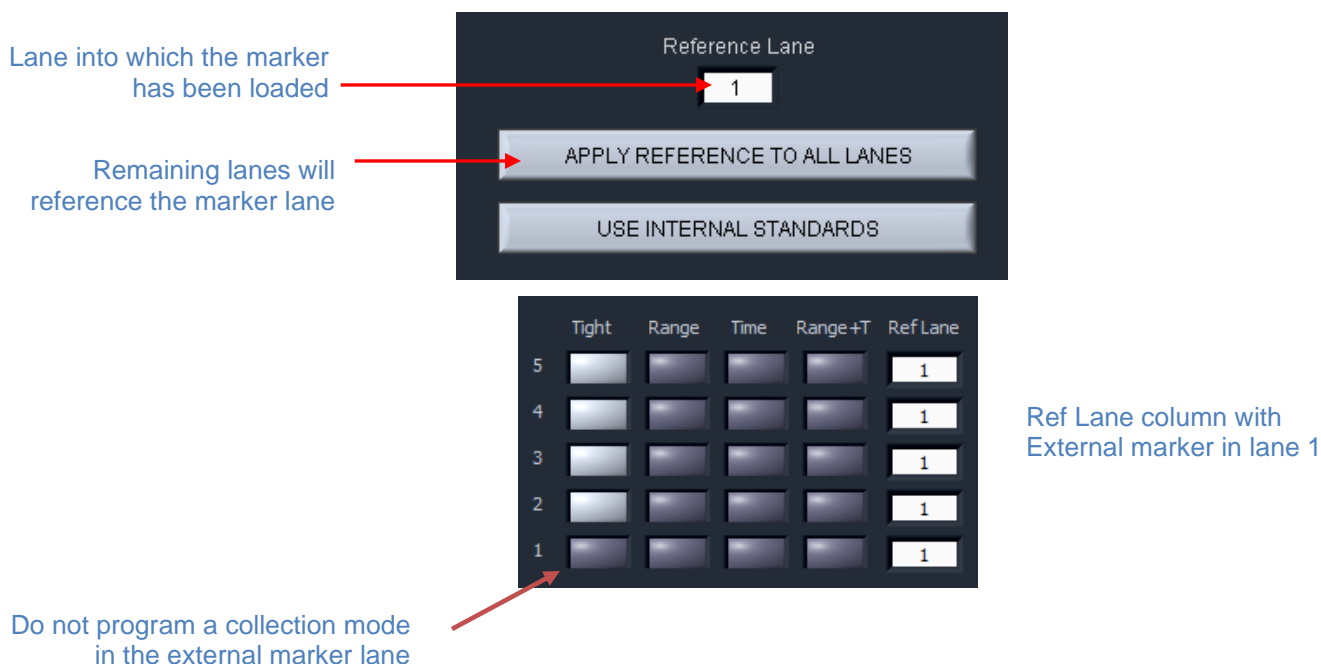 Lane into which the marker
has been loaded
Reference Lane
1
Remaining lanes will
reference the marker lane
APPLY REFERENCE TO ALL LANES
USE INTERNAL STANDARDS
Tight Range Time Range+T Ref Lane
5 1
4 1
3 1
2 1
1 1
Ref Lane column with
External marker in lane 1
Do not program a collection mode
in the external marker lane